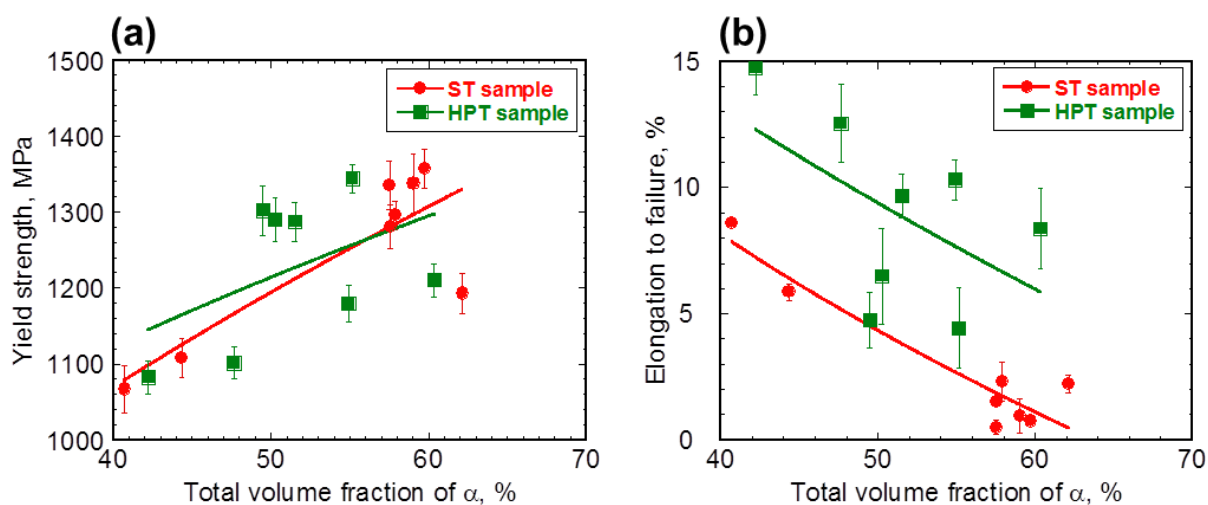 (a)
1500
1400
1300
1200
1100
1000
Yield strength, MPa
ST sample
HPT sample
40 50 60 70
Total volume fraction of α, %
(b)
15
10
5
0
Elongation to failure, %
ST sample
HPT sample
40 50 60 70
Total volume fraction of α, %